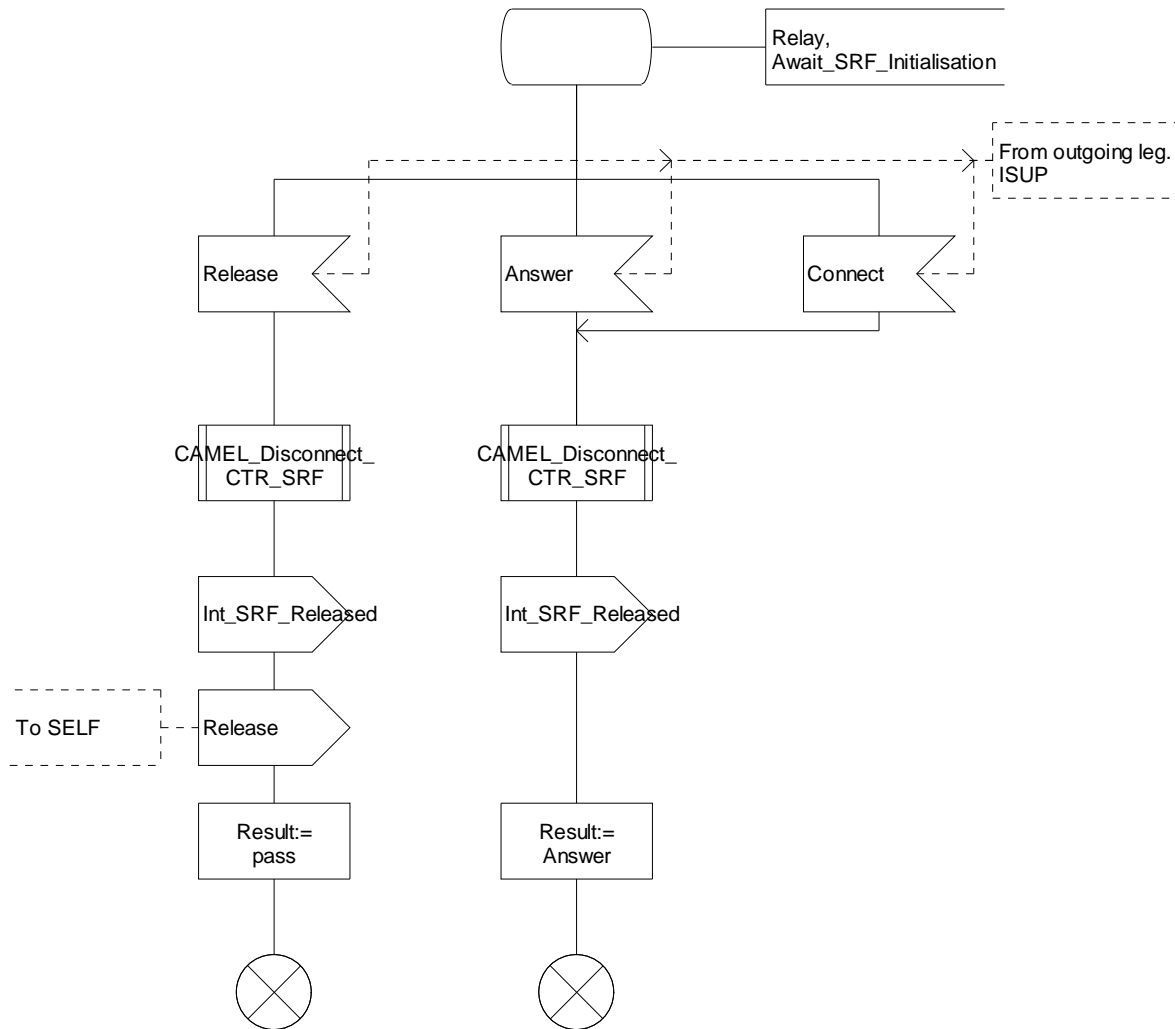 Relay,
Await_SRF_Initialisation
From outgoing leg.
ISUP
Release
Answer
Connect
CAMEL_Disconnect_
CTR_SRF
CAMEL_Disconnect_
CTR_SRF
Int_SRF_Released
Int_SRF_Released
To SELF
Release
Result:=
pass
Result:=
Answer